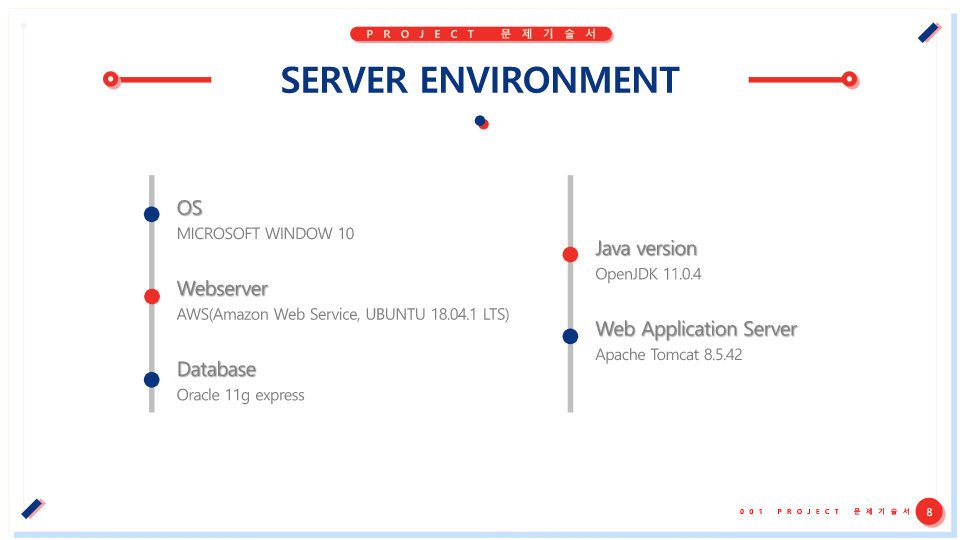 PROJECT 문제기술서
SERVER ENVIRONMENT
OS
MICROSOFT WINDOW 10
Webserver
AWS(Amazon Web Service, UBUNTU 18.04.1 LTS)
Database
Oracle 11g express
Java version
OpenJDK 11.0.4
Web Application Server
Apache Tomcat 8.5.42
001 PROJECT 문제기술서 8